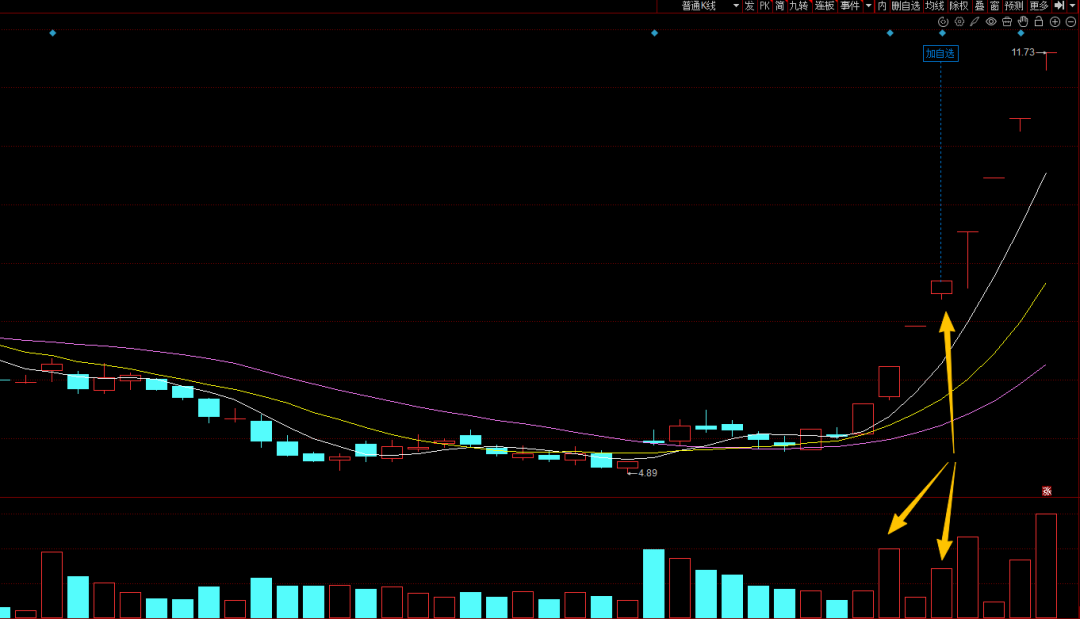 普通K线 发 PK 简 九转 连板 事件 内 删自选 均线 除权 叠 窗 预测 更多
加自选
11.73
4.89
涨